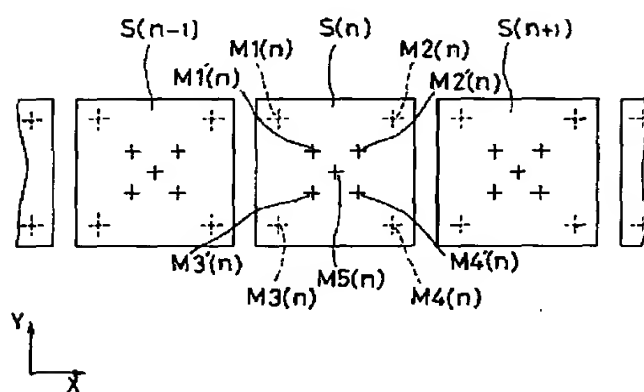 S(n-1) M1(n) S(n) M2(n) S(n+1)
M1'(n) M2'(n)
M3'(n) M4'(n)
M3(n) M5(n) M4(n)
Y
X